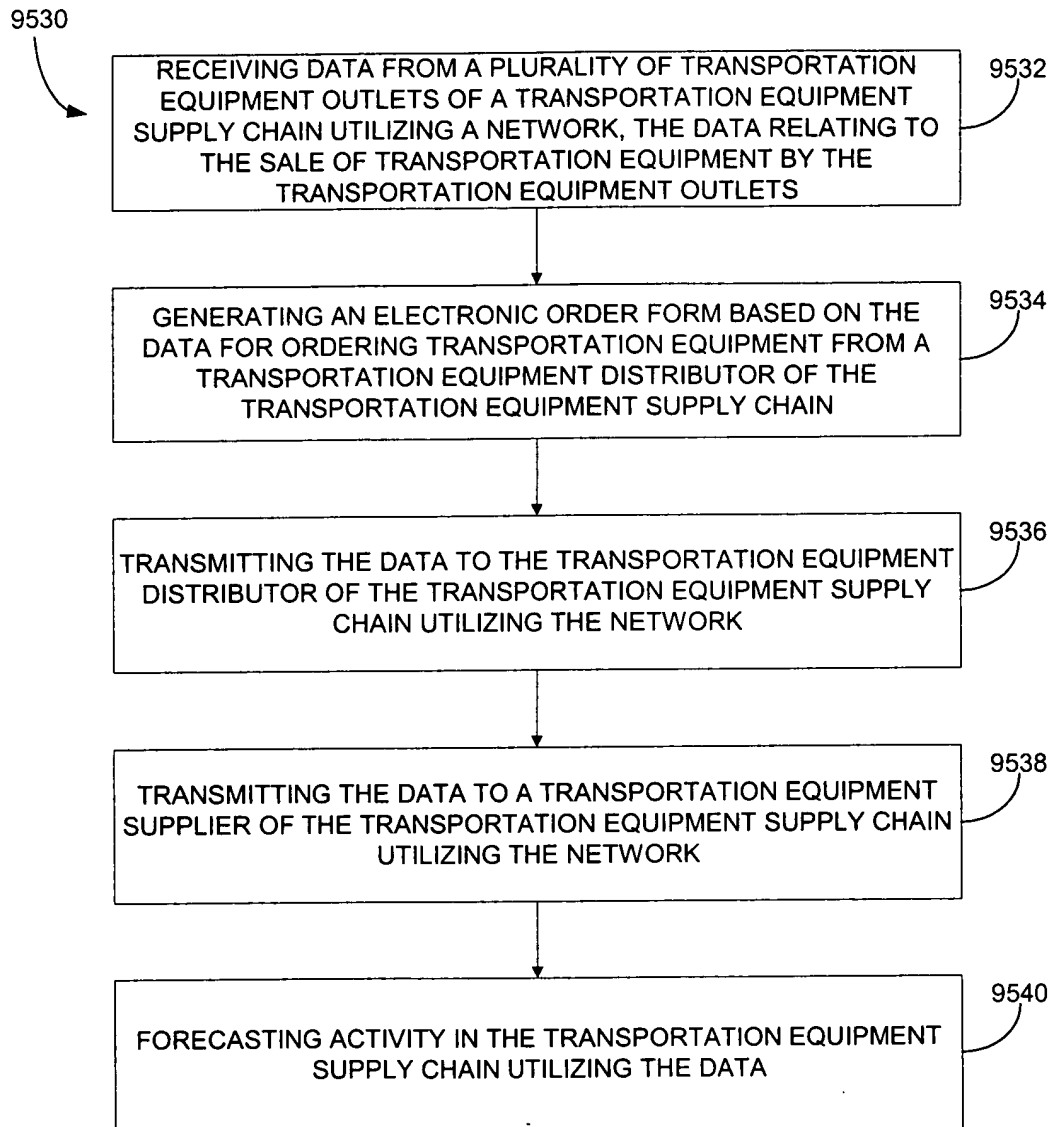 9530
RECEIVING DATA FROM A PLURALITY OF TRANSPORTATION
EQUIPMENT OUTLETS OF A TRANSPORTATION EQUIPMENT
SUPPLY CHAIN UTILIZING A NETWORK, THE DATA RELATING TO
THE SALE OF TRANSPORTATION EQUIPMENT BY THE
TRANSPORTATION EQUIPMENT OUTLETS
9532
GENERATING AN ELECTRONIC ORDER FORM BASED ON THE
DATA FOR ORDERING TRANSPORTATION EQUIPMENT FROM A
TRANSPORTATION EQUIPMENT DISTRIBUTOR OF THE
TRANSPORTATION EQUIPMENT SUPPLY CHAIN
9534
TRANSMITTING THE DATA TO THE TRANSPORTATION EQUIPMENT
DISTRIBUTOR OF THE TRANSPORTATION EQUIPMENT SUPPLY
CHAIN UTILIZING THE NETWORK
9536
TRANSMITTING THE DATA TO A TRANSPORTATION EQUIPMENT
SUPPLIER OF THE TRANSPORTATION EQUIPMENT SUPPLY CHAIN
UTILIZING THE NETWORK
9538
FORECASTING ACTIVITY IN THE TRANSPORTATION EQUIPMENT
SUPPLY CHAIN UTILIZING THE DATA
9540